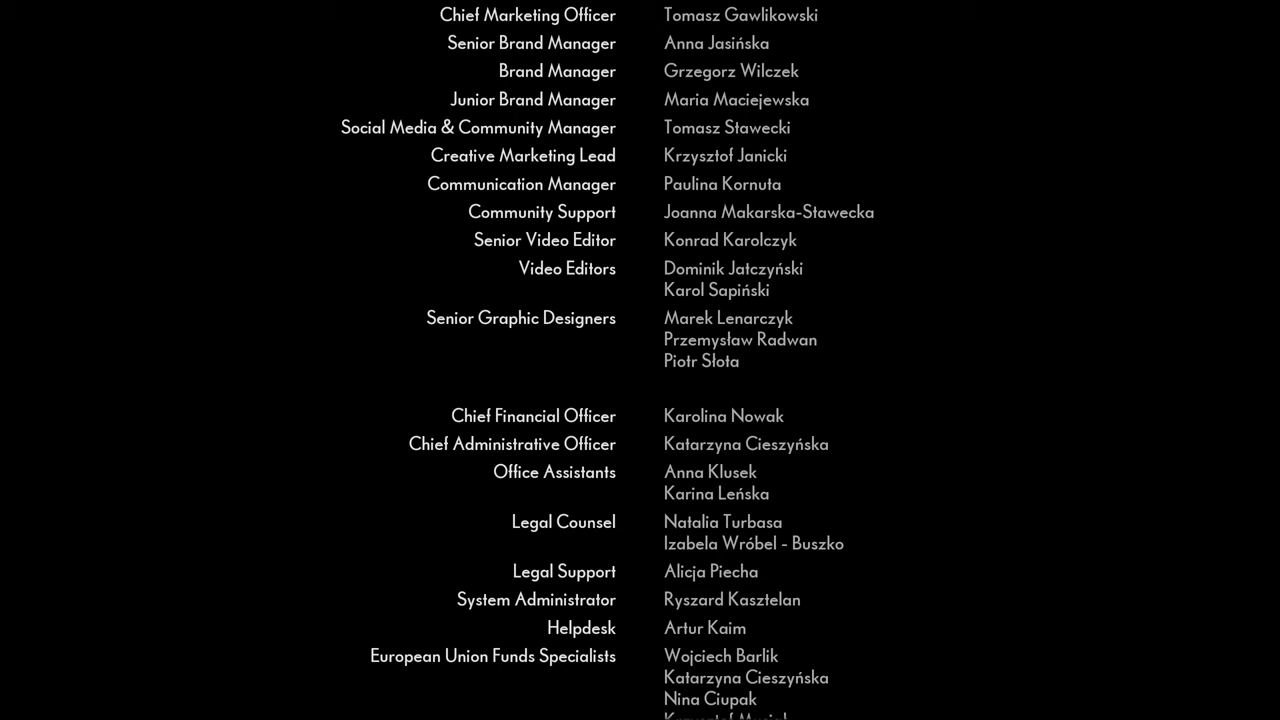 Chief Marketing Officer Tomasz Gawlikowski
Senior Brand Manager Anna Jasińska
Brand Manager Grzegorz Wilczek
Junior Brand Manager Maria Maciejewska
Social Media & Community Manager Tomasz Stawecki
Creative Marketing Lead Krzysztof Janicki
Communication Manager Paulina Kornuta
Community Support Joanna Makarska-Stawecka
Senior Video Editor Konrad Karolczyk
Video Editors Dominik Jatczyński
Karol Sapiński
Senior Graphic Designers Marek Lenarczyk
Przemysław Radwan
Piotr Słota
Chief Financial Officer Karolina Nowak
Chief Administrative Officer Katarzyna Cieszyńska
Office Assistants Anna Klusek
Karina Leńska
Legal Counsel Natalia Turbasa
Izabela Wróbel - Buszko
Legal Support Alicja Piecha
System Administrator Ryszard Kasztelan
Helpdesk Artur Kaim
European Union Funds Specialists Wojciech Barlik
Katarzyna Cieszyńska
Nina Ciupak
Krzysztof